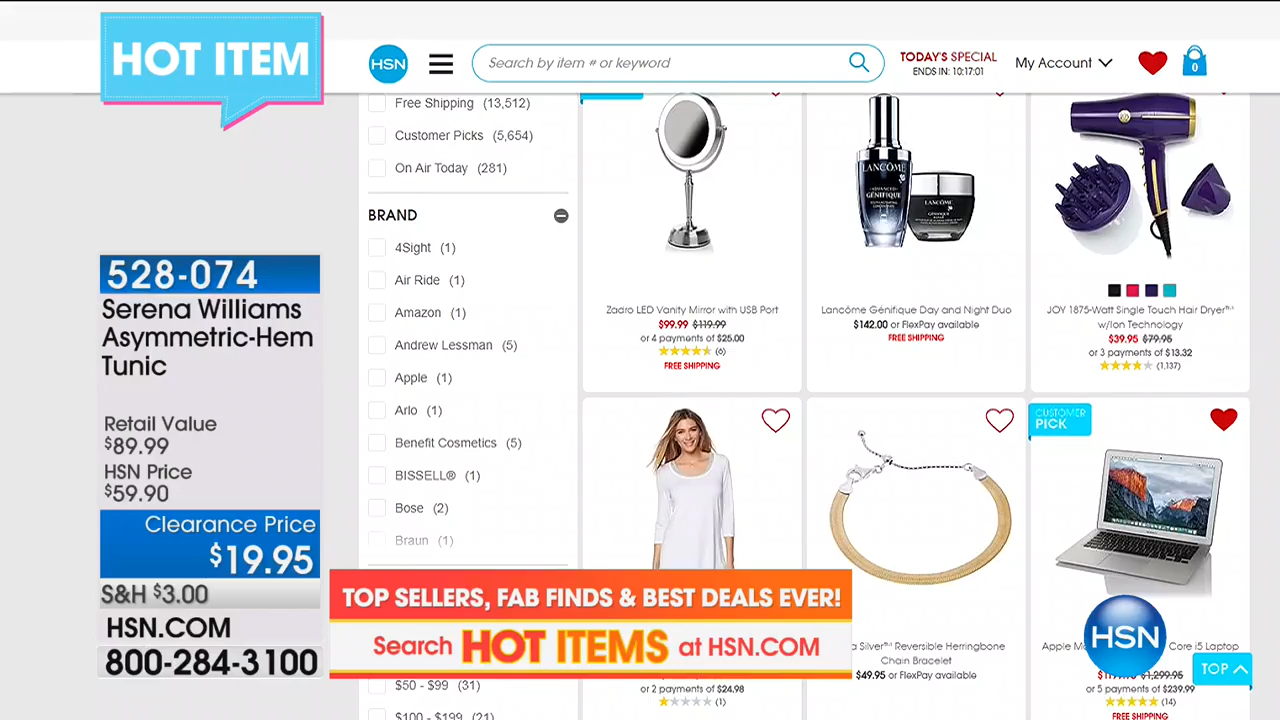 HOT ITEM
HSN
Search by item # or keyword
TODAY'S SPECIAL
ENDS IN: 10:17:01
My Account
0
Free Shipping (13,512)
Customer Picks (5,654)
On Air Today (281)
BRAND
4Sight (1)
Air Ride (1)
Amazon (1)
Andrew Lessman (5)
Apple (1)
Arlo (1)
Benefit Cosmetics (5)
BISSELL® (1)
Bose (2)
Braun (1)
$50 - $99 (31)
$100 - $199 (21)
Zadro LED Vanity Mirror with USB Port
$99.99 $119.99
or 4 payments of $25.00
(6)
FREE SHIPPING
LANCÔME
ADVANCED
GÉNIFIQUE
LANCÔME
Lancôme Génifique Day and Night Duo
$142.00 or FlexPay available
FREE SHIPPING
JOY 1875-Watt Single Touch Hair Dryer™
w/Ion Technology
$39.95 $79.95
or 3 payments of $13.32
(1,137)
or 2 payments of $24.98
(1)
Silver™ Reversible Herringbone
Chain Bracelet
$49.95 or FlexPay available
CUSTOMER
PICK
Apple Core i5 Laptop
$1,299.95
or 5 payments of $239.99
(14)
FREE SHIPPING
HSN
TOP
528-074
Serena Williams
Asymmetric-Hem
Tunic
Retail Value
$89.99
HSN Price
$59.90
Clearance Price
$19.95
S&H $3.00
HSN.COM
800-284-3100
TOP SELLERS, FAB FINDS & BEST DEALS EVER!
Search HOT ITEMS at HSN.COM